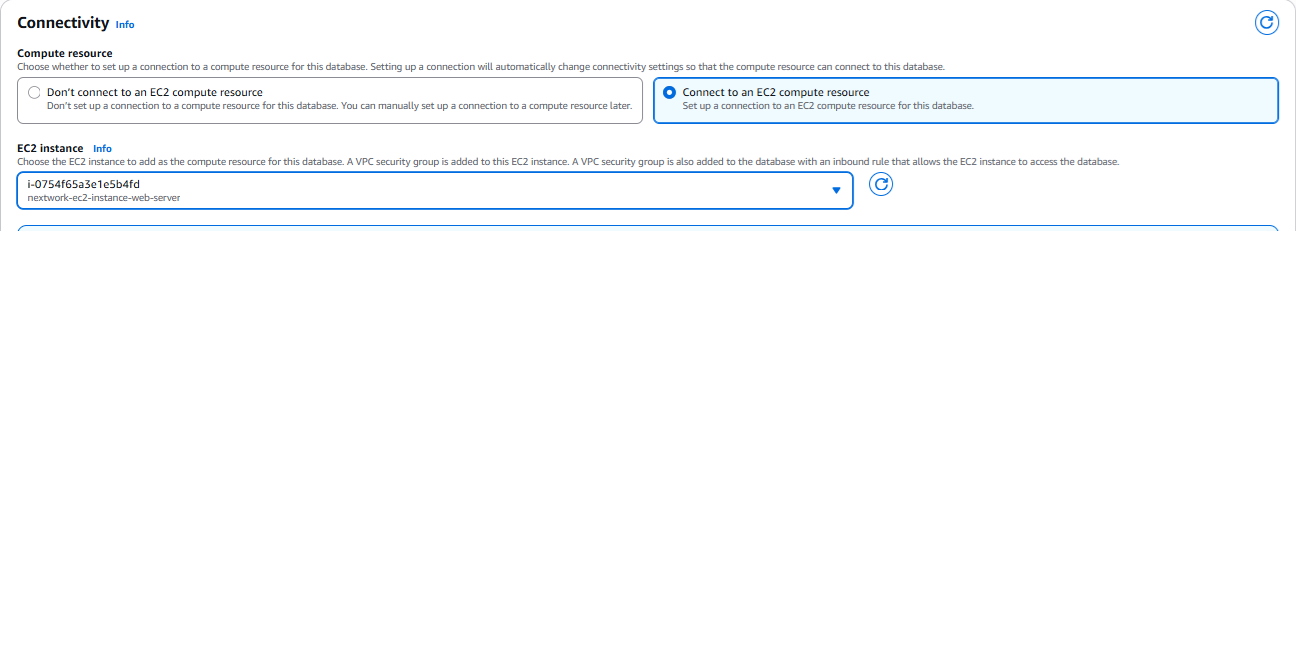 Connectivity Info
Compute resource
Choose whether to set up a connection to a compute resource for this database. Setting up a connection will automatically change connectivity settings so that the compute resource can connect to this database.
Don't connect to an EC2 compute resource
Don't set up a connection to a compute resource for this database. You can manually set up a connection to a compute resource later.
Connect to an EC2 compute resource
Set up a connection to an EC2 compute resource for this database.
EC2 instance Info
Choose the EC2 instance to add as the compute resource for this database. A VPC security group is added to this EC2 instance. A VPC security group is also added to the database with an inbound rule that allows the EC2 instance to access the database.
i-0754f65a3e1e5b4fd
nextwork-ec2-instance-web-server